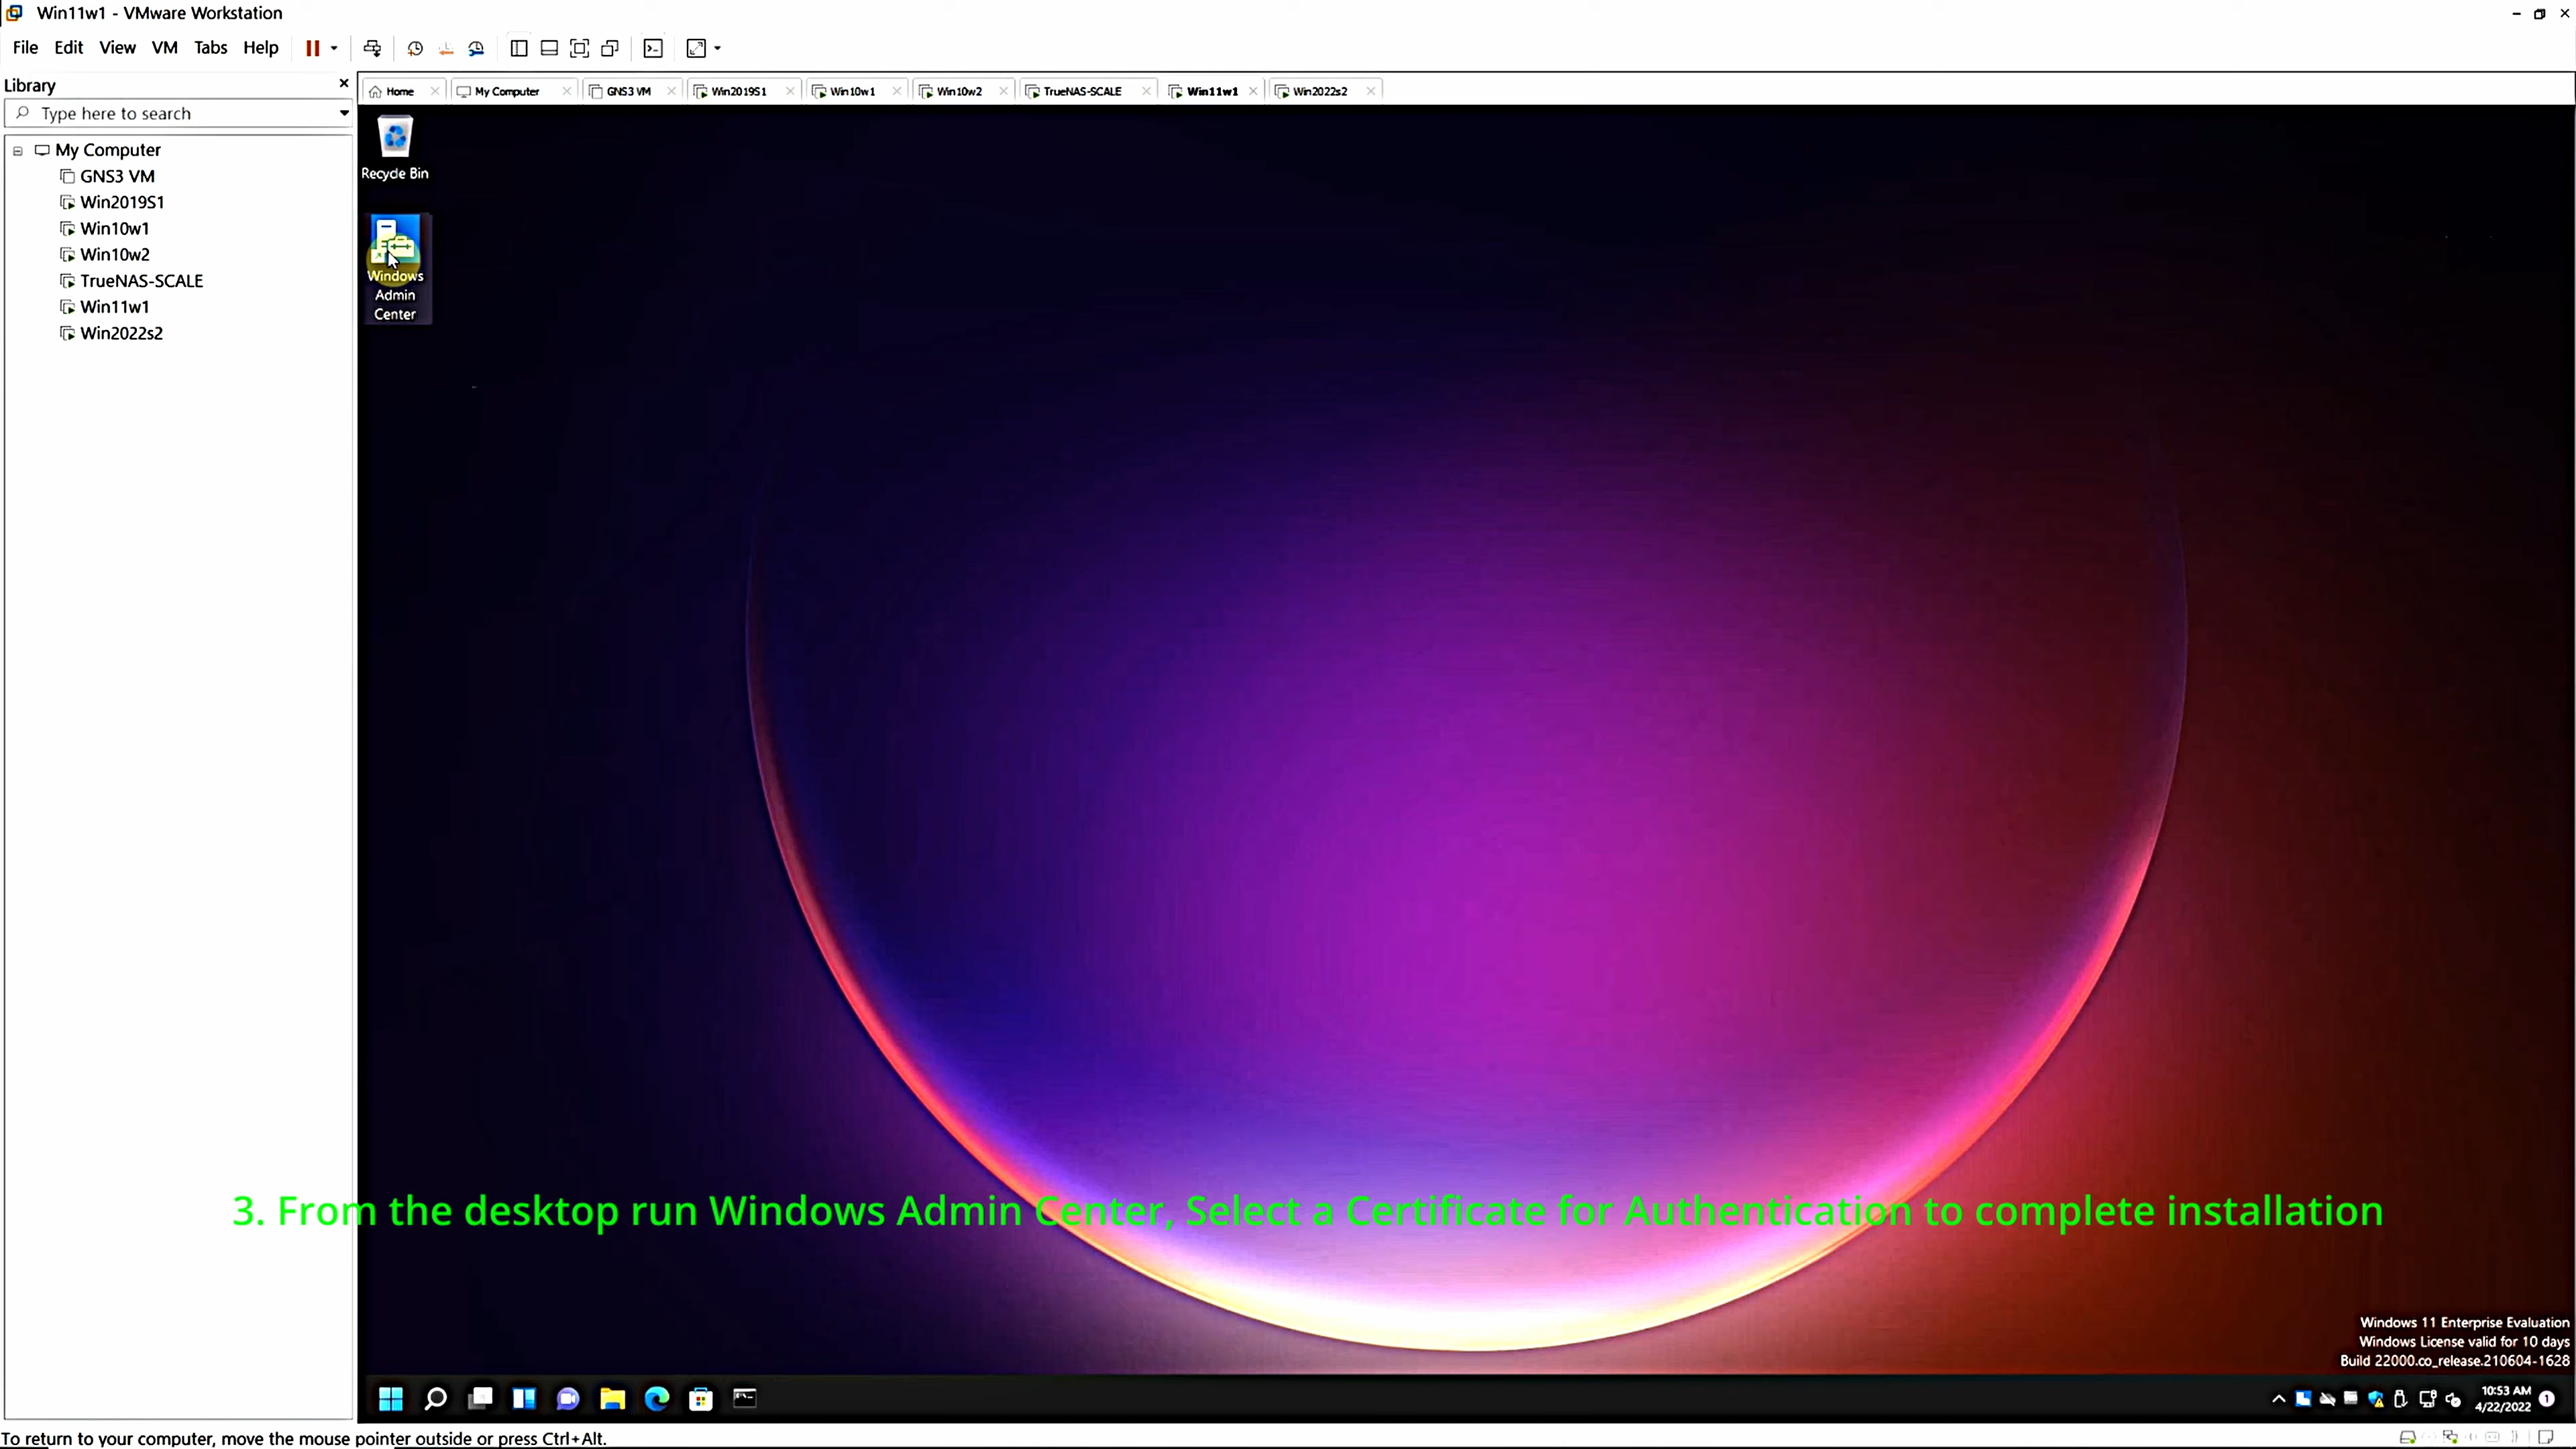 Win11w1 - VMware Workstation
File Edit View VM Tabs Help
Library
Type here to search
My Computer
GNS3 VM
Win2019S1
Win10w1
Win10w2
TrueNAS-SCALE
Win11w1
Win2022s2
Home My Computer GNS3 VM Win2019S1 Win10w1 Win10w2 TrueNAS-SCALE Win11w1 Win2022s2
Recycle Bin
Windows
Admin
Center
3. From the desktop run Windows Admin Center, Select a Certificate for Authentication to complete installation
Windows 11 Enterprise Evaluation
Windows License valid for 10 days
Build 22000.co_release.210604-1628
10:53 AM
4/22/2022
1
To return to your computer, move the mouse pointer outside or press Ctrl+Alt.